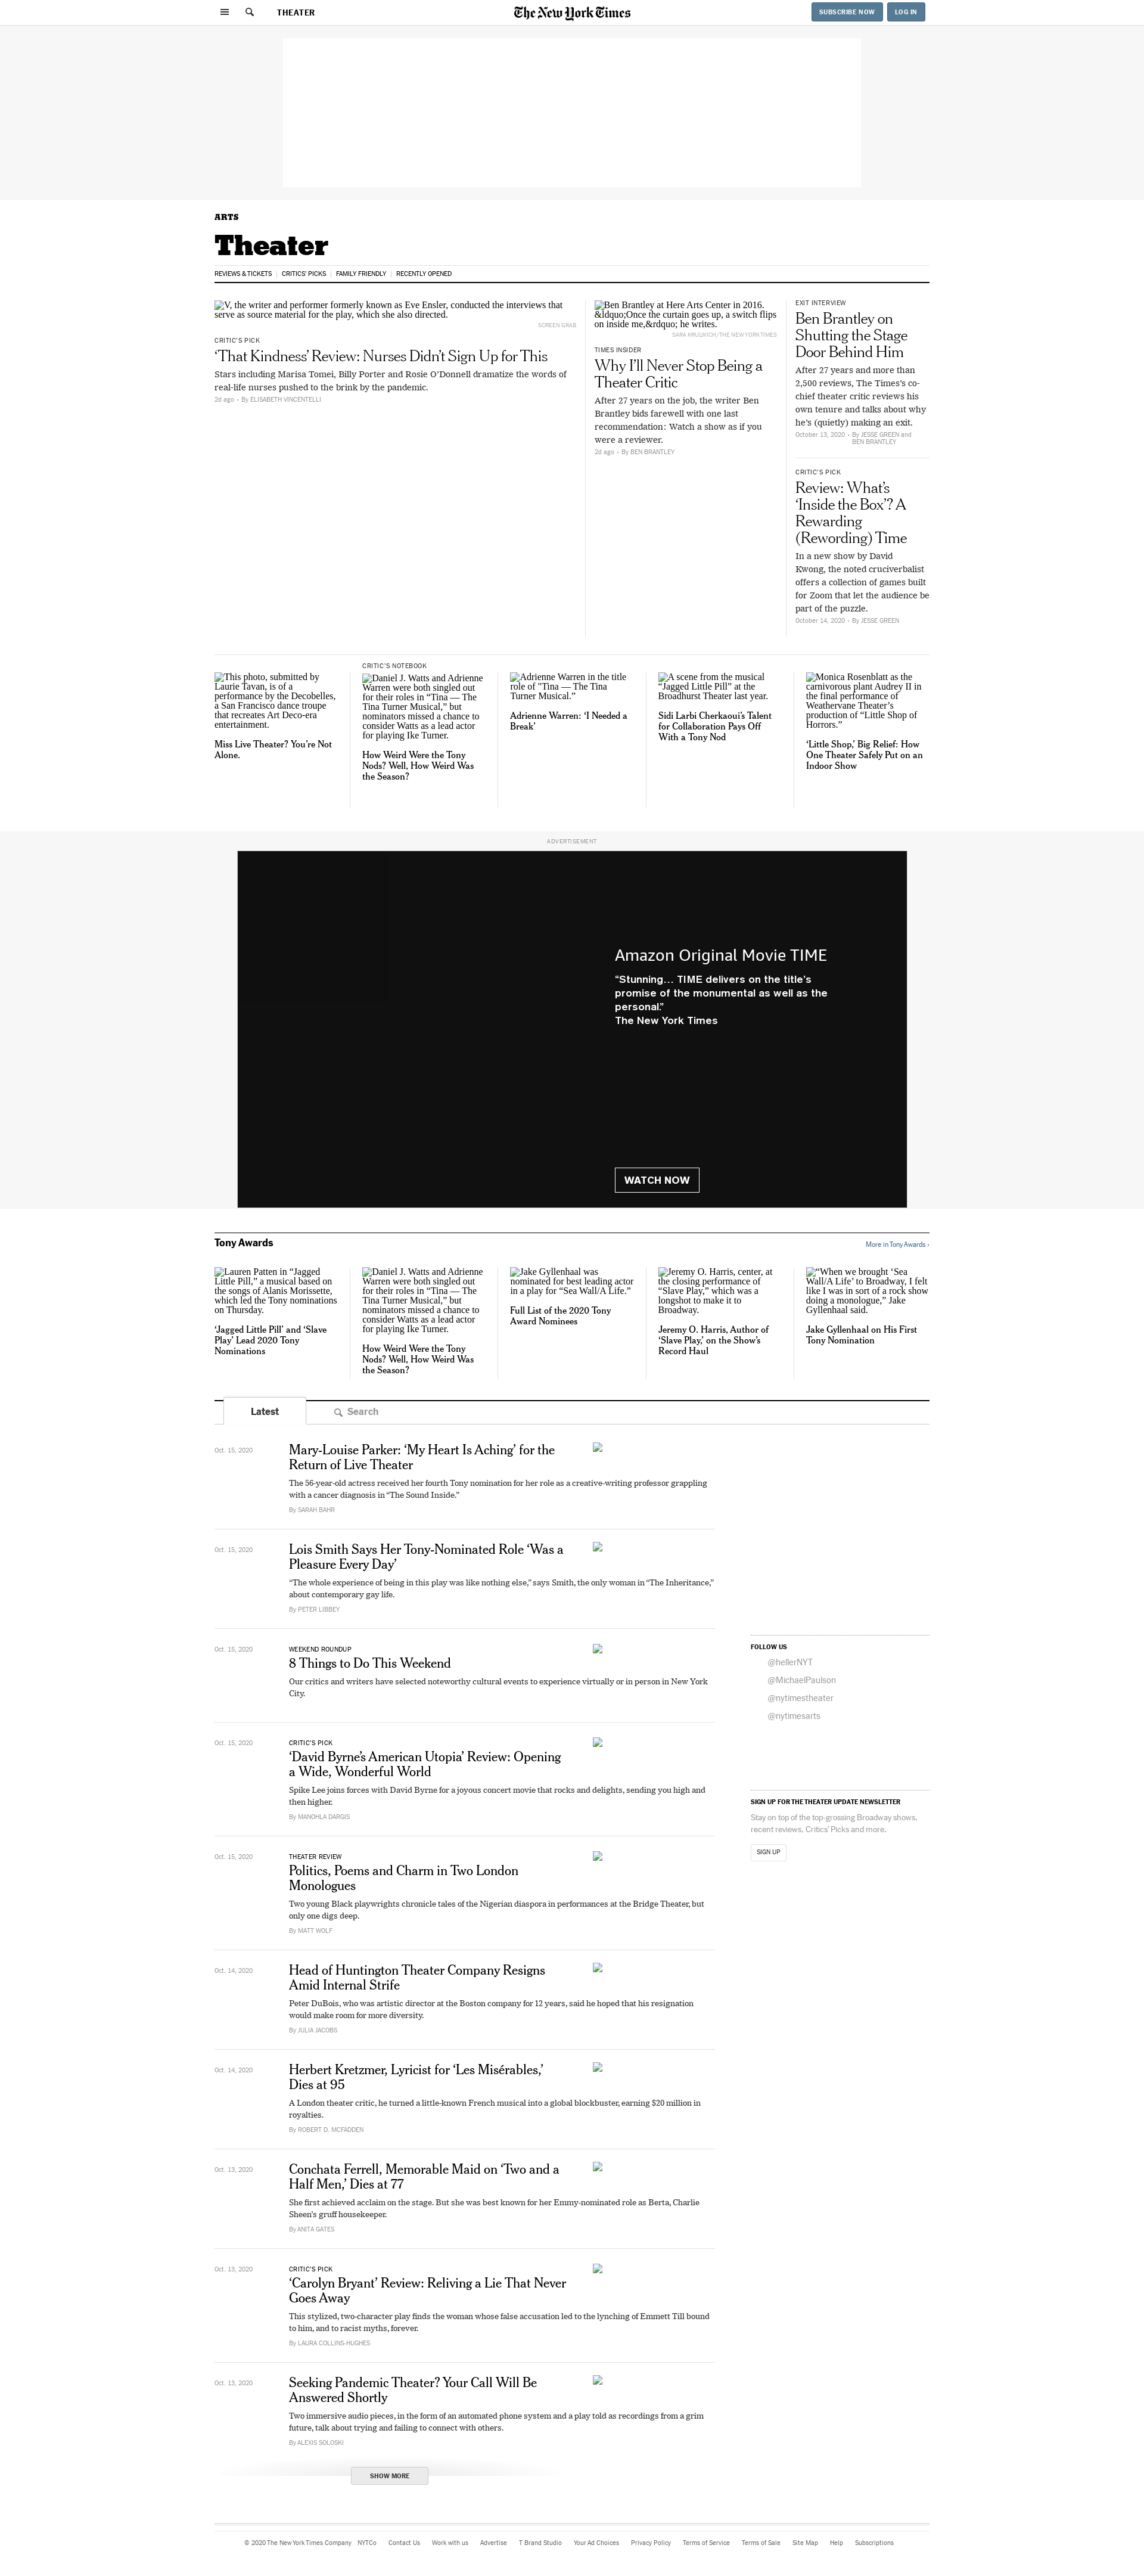 THEATER
The New York Times
SUBSCRIBE NOW
LOG IN
ARTS
Theater
REVIEWS & TICKETS
CRITICS' PICKS
FAMILY FRIENDLY
RECENTLY OPENED
V, the writer and performer formerly known as Eve Ensler, conducted the interviews that
serve as source material for the play, which she also directed.
SCREEN GRAB
CRITIC'S PICK
‘That Kindness’ Review: Nurses Didn’t Sign Up for This
Stars including Marisa Tomei, Billy Porter and Rosie O’Donnell dramatize the words of
real-life nurses pushed to the brink by the pandemic.
2d ago • By ELISABETH VINCENTELLI
Ben Brantley at Here Arts Center in 2016.
&ldquo;Once the curtain goes up, a switch flips
on inside me,&rdquo; he writes.
SARA KRULWICH/THE NEW YORK TIMES
TIMES INSIDER
Why I’ll Never Stop Being a
Theater Critic
After 27 years on the job, the writer Ben
Brantley bids farewell with one last
recommendation: Watch a show as if you
were a reviewer.
2d ago • By BEN BRANTLEY
EXIT INTERVIEW
Ben Brantley on
Shutting the Stage
Door Behind Him
After 27 years and more than
2,500 reviews, The Times’s co-
chief theater critic reviews his
own tenure and talks about why
he’s (quietly) making an exit.
October 13, 2020 • By JESSE GREEN and
BEN BRANTLEY
CRITIC'S PICK
Review: What’s
‘Inside the Box’? A
Rewarding
(Rewording) Time
In a new show by David
Kwong, the noted cruciverbalist
offers a collection of games built
for Zoom that let the audience be
part of the puzzle.
October 14, 2020 • By JESSE GREEN
This photo, submitted by
Laurie Tavan, is of a
performance by the Decobelles,
a San Francisco dance troupe
that recreates Art Deco-era
entertainment.
Miss Live Theater? You’re Not
Alone.
CRITIC’S NOTEBOOK
Daniel J. Watts and Adrienne
Warren were both singled out
for their roles in “Tina — The
Tina Turner Musical,” but
nominators missed a chance to
consider Watts as a lead actor
for playing Ike Turner.
How Weird Were the Tony
Nods? Well, How Weird Was
the Season?
Adrienne Warren in the title
role of "Tina — The Tina
Turner Musical.”
Adrienne Warren: ‘I Needed a
Break’
A scene from the musical
“Jagged Little Pill” at the
Broadhurst Theater last year.
Sidi Larbi Cherkaoui’s Talent
for Collaboration Pays Off
With a Tony Nod
Monica Rosenblatt as the
carnivorous plant Audrey II in
the final performance of
Weathervane Theater’s
production of “Little Shop of
Horrors.”
‘Little Shop,’ Big Relief: How
One Theater Safely Put on an
Indoor Show
ADVERTISEMENT
Amazon Original Movie TIME
“Stunning… TIME delivers on the title’s
promise of the monumental as well as the
personal.”
The New York Times
WATCH NOW
Tony Awards
More in Tony Awards ›
Lauren Patten in “Jagged
Little Pill,” a musical based on
the songs of Alanis Morissette,
which led the Tony nominations
on Thursday.
‘Jagged Little Pill’ and ‘Slave
Play’ Lead 2020 Tony
Nominations
Daniel J. Watts and Adrienne
Warren were both singled out
for their roles in “Tina — The
Tina Turner Musical,” but
nominators missed a chance to
consider Watts as a lead actor
for playing Ike Turner.
How Weird Were the Tony
Nods? Well, How Weird Was
the Season?
Jake Gyllenhaal was
nominated for best leading actor
in a play for “Sea Wall/A Life.”
Full List of the 2020 Tony
Award Nominees
Jeremy O. Harris, center, at
the closing performance of
“Slave Play,” which was a
longshot to make it to
Broadway.
Jeremy O. Harris, Author of
‘Slave Play,’ on the Show’s
Record Haul
“When we brought ‘Sea
Wall/A Life’ to Broadway, I felt
like I was in sort of a rock show
doing a monologue,” Jake
Gyllenhaal said.
Jake Gyllenhaal on His First
Tony Nomination
Latest
Search
Oct. 15, 2020
Mary-Louise Parker: ‘My Heart Is Aching’ for the
Return of Live Theater
The 56-year-old actress received her fourth Tony nomination for her role as a creative-writing professor grappling
with a cancer diagnosis in “The Sound Inside.”
By SARAH BAHR
Oct. 15, 2020
Lois Smith Says Her Tony-Nominated Role ‘Was a
Pleasure Every Day’
“The whole experience of being in this play was like nothing else,” says Smith, the only woman in “The Inheritance,”
about contemporary gay life.
By PETER LIBBEY
Oct. 15, 2020
WEEKEND ROUNDUP
8 Things to Do This Weekend
Our critics and writers have selected noteworthy cultural events to experience virtually or in person in New York
City.
Oct. 15, 2020
CRITIC’S PICK
‘David Byrne’s American Utopia’ Review: Opening
a Wide, Wonderful World
Spike Lee joins forces with David Byrne for a joyous concert movie that rocks and delights, sending you high and
then higher.
By MANOHLA DARGIS
Oct. 15, 2020
THEATER REVIEW
Politics, Poems and Charm in Two London
Monologues
Two young Black playwrights chronicle tales of the Nigerian diaspora in performances at the Bridge Theater, but
only one digs deep.
By MATT WOLF
Oct. 14, 2020
Head of Huntington Theater Company Resigns
Amid Internal Strife
Peter DuBois, who was artistic director at the Boston company for 12 years, said he hoped that his resignation
would make room for more diversity.
By JULIA JACOBS
Oct. 14, 2020
Herbert Kretzmer, Lyricist for ‘Les Misérables,’
Dies at 95
A London theater critic, he turned a little-known French musical into a global blockbuster, earning $20 million in
royalties.
By ROBERT D. MCFADDEN
Oct. 13, 2020
Conchata Ferrell, Memorable Maid on ‘Two and a
Half Men,’ Dies at 77
She first achieved acclaim on the stage. But she was best known for her Emmy-nominated role as Berta, Charlie
Sheen’s gruff housekeeper.
By ANITA GATES
Oct. 13, 2020
CRITIC’S PICK
‘Carolyn Bryant’ Review: Reliving a Lie That Never
Goes Away
This stylized, two-character play finds the woman whose false accusation led to the lynching of Emmett Till bound
to him, and to racist myths, forever.
By LAURA COLLINS-HUGHES
Oct. 13, 2020
Seeking Pandemic Theater? Your Call Will Be
Answered Shortly
Two immersive audio pieces, in the form of an automated phone system and a play told as recordings from a grim
future, talk about trying and failing to connect with others.
By ALEXIS SOLOSKI
SHOW MORE
FOLLOW US
@hellerNYT
@MichaelPaulson
@nytimestheater
@nytimesarts
SIGN UP FOR THE THEATER UPDATE NEWSLETTER
Stay on top of the top-grossing Broadway shows,
recent reviews, Critics’ Picks and more.
SIGN UP
© 2020 The New York Times Company
NYTCo
Contact Us
Work with us
Advertise
T Brand Studio
Your Ad Choices
Privacy Policy
Terms of Service
Terms of Sale
Site Map
Help
Subscriptions